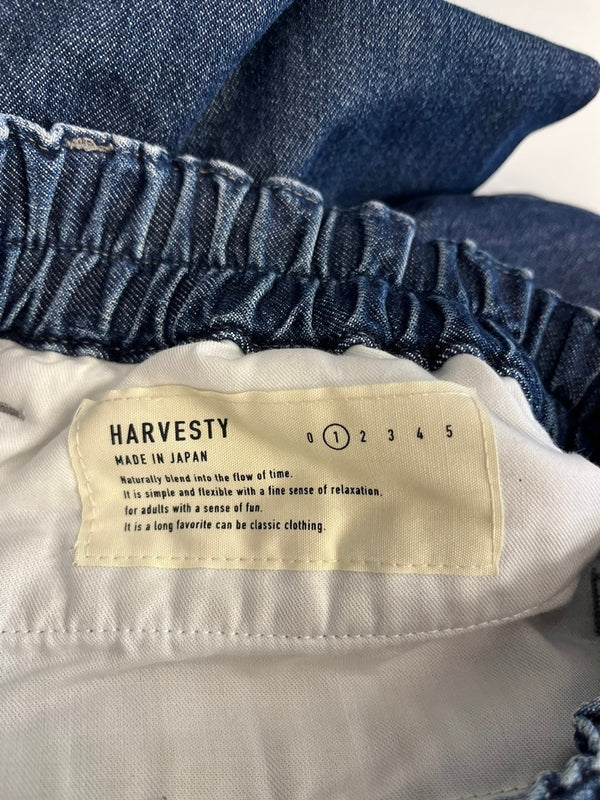 HARVESTY
0 1 2 3 4 5
MADE IN JAPAN
Naturally blend into the flow of time.
It is simple and flexible with a fine sense of relaxation,
for adults with a sense of fun.
It is a long favorite can be classic clothing.